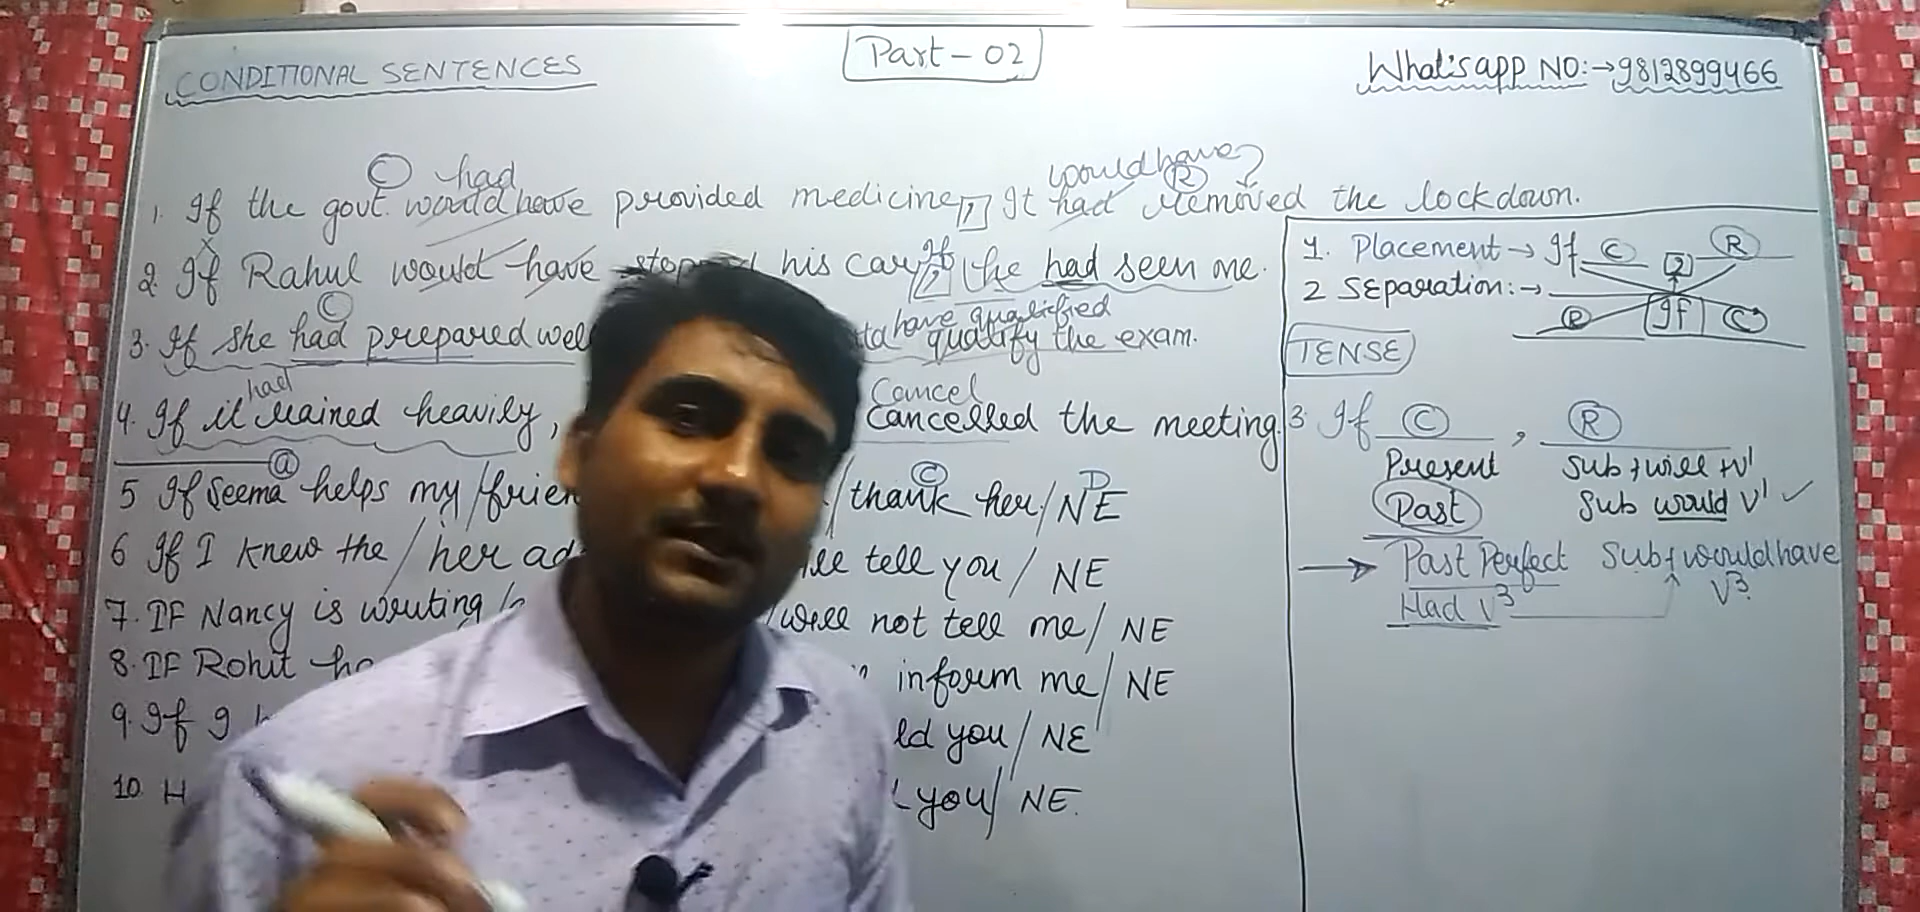 CONDITIONAL SENTENCES
Part-02
What's app NO:→9812899466
C had would have?
R
1. If the govt. would have provided medicine, It had removed the lockdown.
If
2. If Rahul would have his car he had seen me.
C have qualified
3. If she had prepared well qualify the exam.
had Cancel
4. If it rained heavily, cancelled the meeting.
a C D
5 If Seema helps my / thank her/NE
6 If I knew the / her tell you / NE
7. IF Nancy is writing / will not tell me / NE
8. IF Rohit inform me / NE
9. If I you / NE
10. H you / NE.
1. Placement → If C , R
2 Separation:→
R If C
TENSE
3 If C , R
Present Sub + will + V¹
Past Sub would V¹ ✓
→ Past Perfect Sub + would have
Had V³ V³